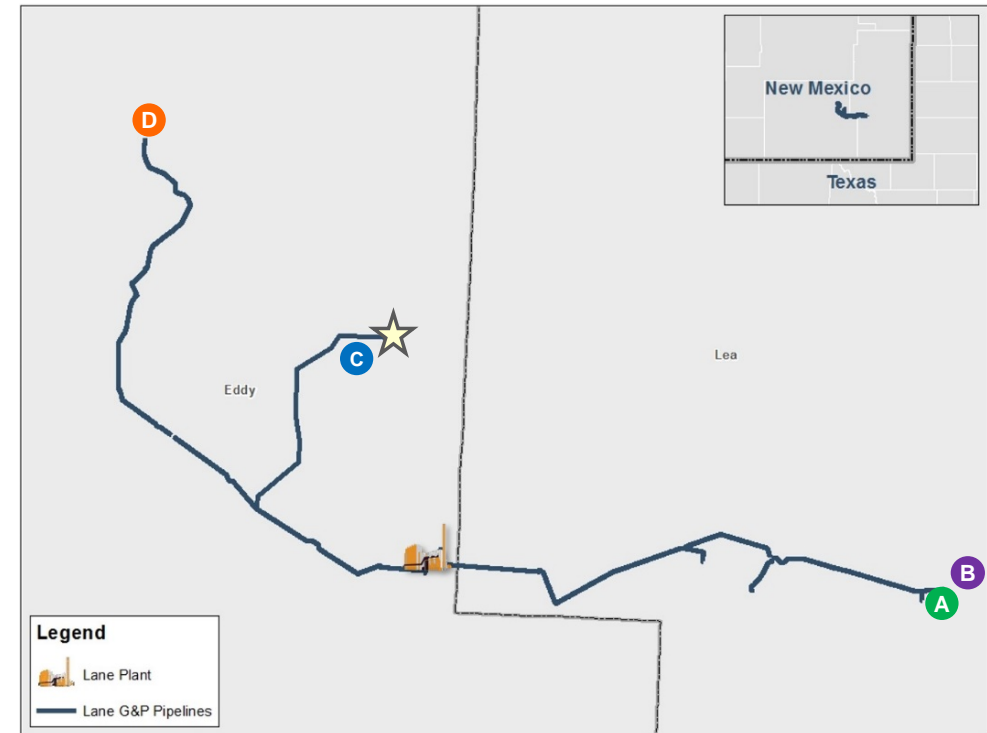 New Mexico
Texas
D
C
Lea
Eddy
B
A
Legend
Lane Plant
Lane G&P Pipelines